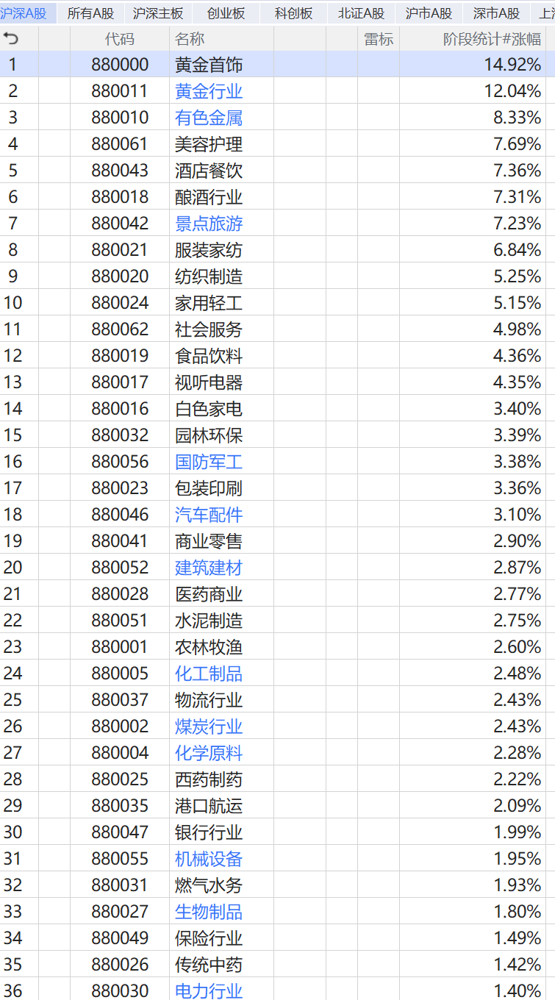 沪深A股 所有A股 沪深主板 创业板 科创板 北证A股 沪市A股 深市A股 上
代码 名称 雷标 阶段统计#涨幅
1 880000 黄金首饰 14.92%
2 880011 黄金行业 12.04%
3 880010 有色金属 8.33%
4 880061 美容护理 7.69%
5 880043 酒店餐饮 7.36%
6 880018 酿酒行业 7.31%
7 880042 景点旅游 7.23%
8 880021 服装家纺 6.84%
9 880020 纺织制造 5.25%
10 880024 家用轻工 5.15%
11 880062 社会服务 4.98%
12 880019 食品饮料 4.36%
13 880017 视听电器 4.35%
14 880016 白色家电 3.40%
15 880032 园林环保 3.39%
16 880056 国防军工 3.38%
17 880023 包装印刷 3.36%
18 880046 汽车配件 3.10%
19 880041 商业零售 2.90%
20 880052 建筑建材 2.87%
21 880028 医药商业 2.77%
22 880051 水泥制造 2.75%
23 880001 农林牧渔 2.60%
24 880005 化工制品 2.48%
25 880037 物流行业 2.43%
26 880002 煤炭行业 2.43%
27 880004 化学原料 2.28%
28 880025 西药制药 2.22%
29 880035 港口航运 2.09%
30 880047 银行行业 1.99%
31 880055 机械设备 1.95%
32 880031 燃气水务 1.93%
33 880027 生物制品 1.80%
34 880049 保险行业 1.49%
35 880026 传统中药 1.42%
36 880030 电力行业 1.40%